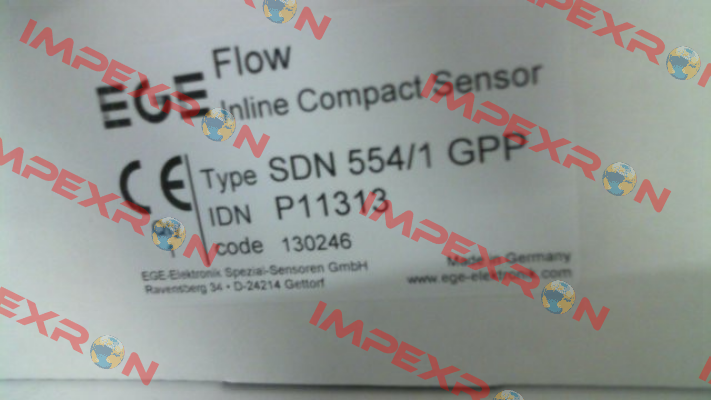 EGE
Flow
Inline Compact Sensor
CE
Type SDN 554/1 GPP
IDN P11313
code 130246
EGE-Elektronik Spezial-Sensoren GmbH
Ravensberg 34 • D-24214 Gettorf
Made in Germany
www.ege-elektronik.com
IMPEXRON
IMPEXRON
IMPEXRON
IMPEXRON
IMPEXRON
IMPEXRON
IMPEXRON